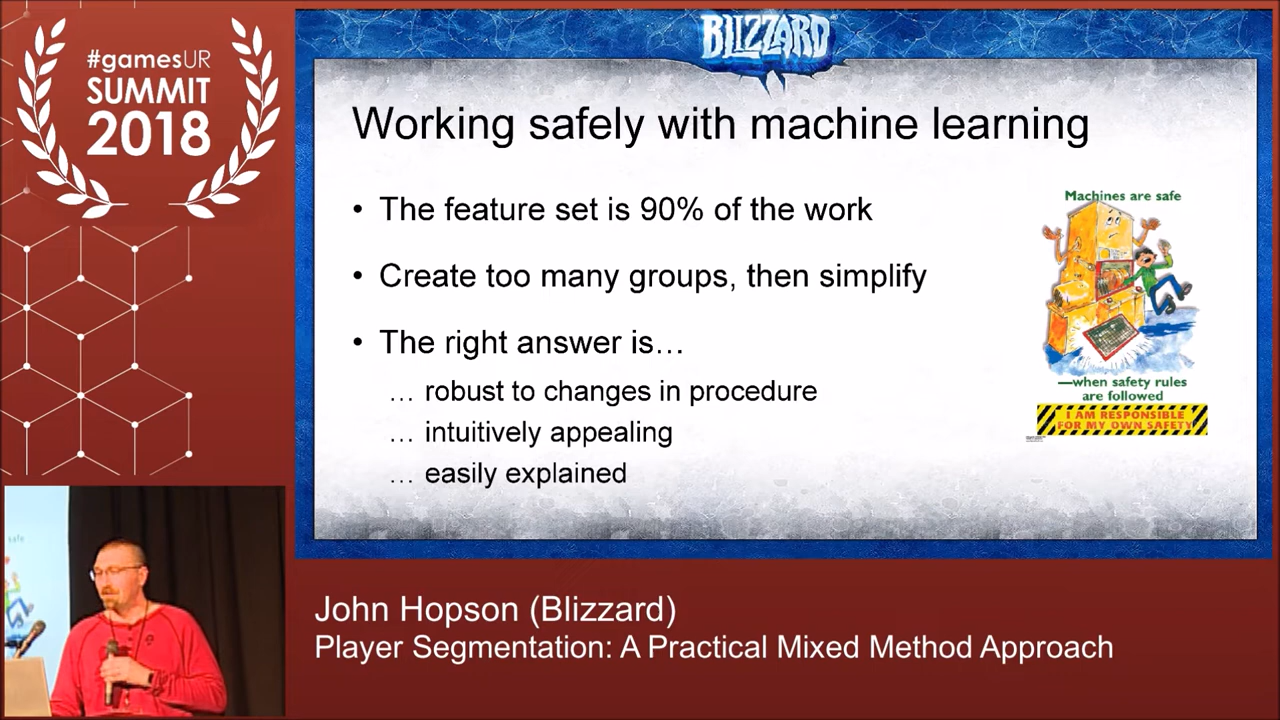 #gamesUR
SUMMIT
2018
BLIZZARD
Working safely with machine learning
• The feature set is 90% of the work
• Create too many groups, then simplify
• The right answer is…
… robust to changes in procedure
… intuitively appealing
… easily explained
Machines are safe
—when safety rules
are followed
I AM RESPONSIBLE
FOR MY OWN SAFETY
John Hopson (Blizzard)
Player Segmentation: A Practical Mixed Method Approach